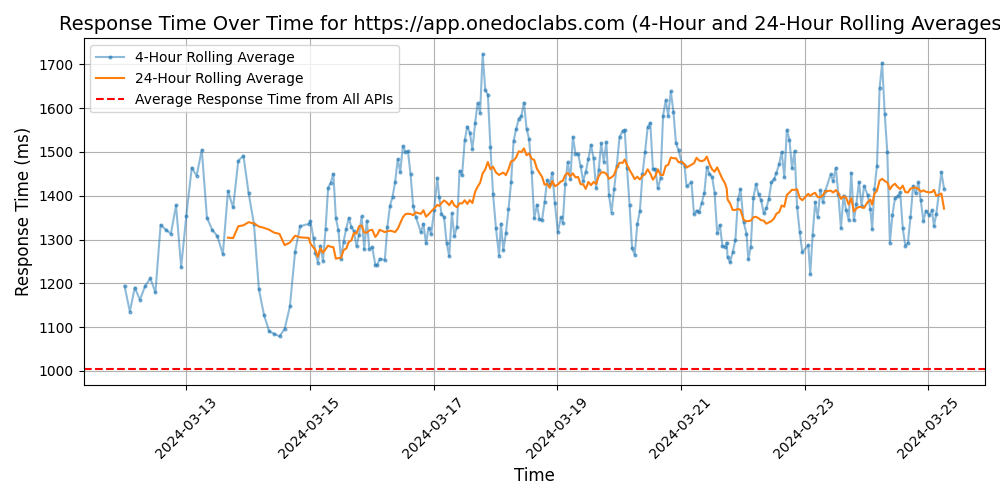 Response Time Over Time for https://app.onedoclabs.com (4-Hour and 24-Hour Rolling Averages
4-Hour Rolling Average
24-Hour Rolling Average
Average Response Time from All APIs
Response Time (ms)
1700
1600
1500
1400
1300
1200
1100
1000
2024-03-13
2024-03-15
2024-03-17
2024-03-19
2024-03-21
2024-03-23
2024-03-25
Time